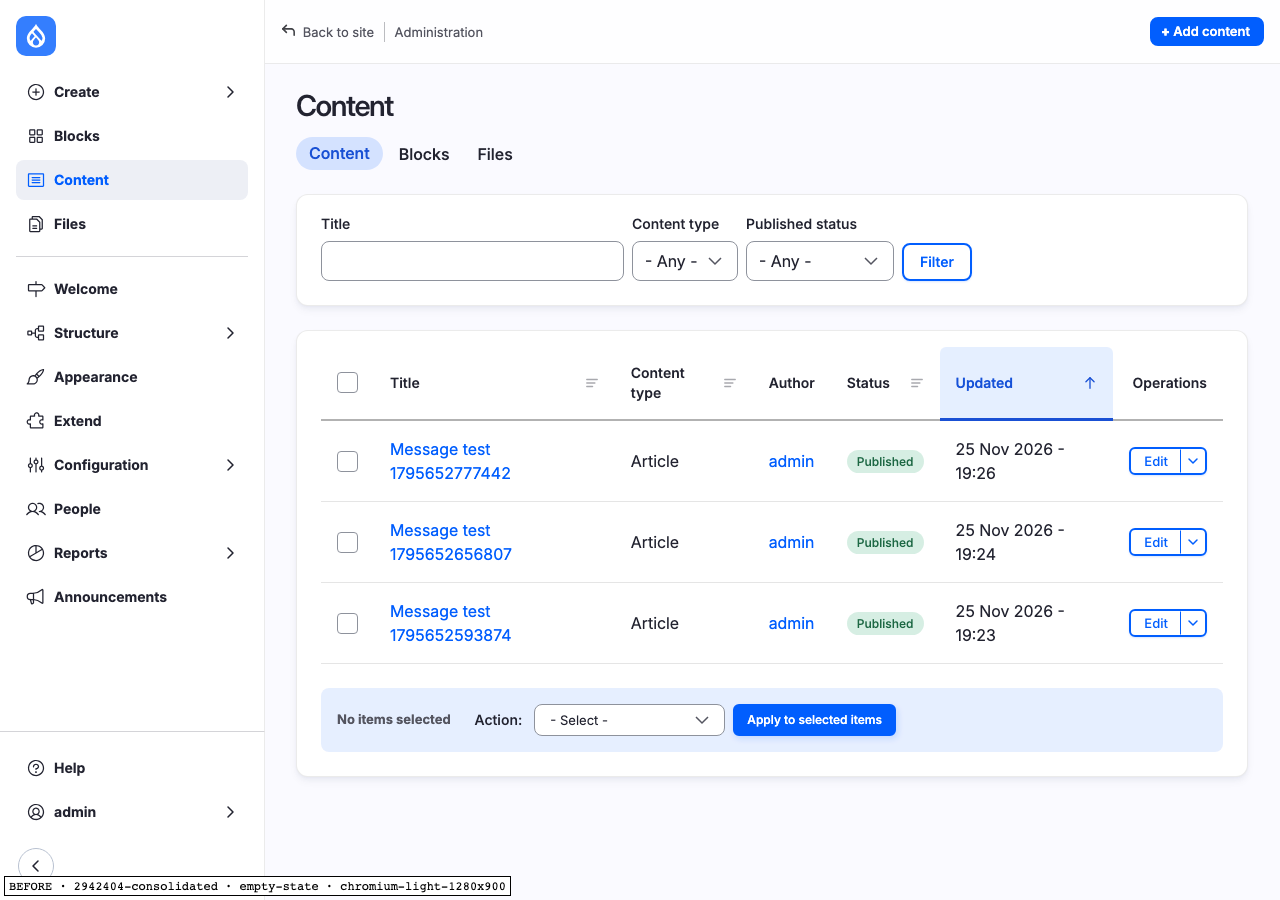 Back to site
Administration
+ Add content
Create
Blocks
Content
Files
Welcome
Structure
Appearance
Extend
Configuration
People
Reports
Announcements
Help
admin
Content
Content
Blocks
Files
Title
Content type
Published status
- Any -
- Any -
Filter
Title
Content
type
Author
Status
Updated
Operations
Message test
1795652777442
Article
admin
Published
25 Nov 2026 -
19:26
Edit
Message test
1795652656807
Article
admin
Published
25 Nov 2026 -
19:24
Edit
Message test
1795652593874
Article
admin
Published
25 Nov 2026 -
19:23
Edit
No items selected
Action:
- Select -
Apply to selected items
BEFORE · 2942404-consolidated · empty-state · chromium-light-1280x900